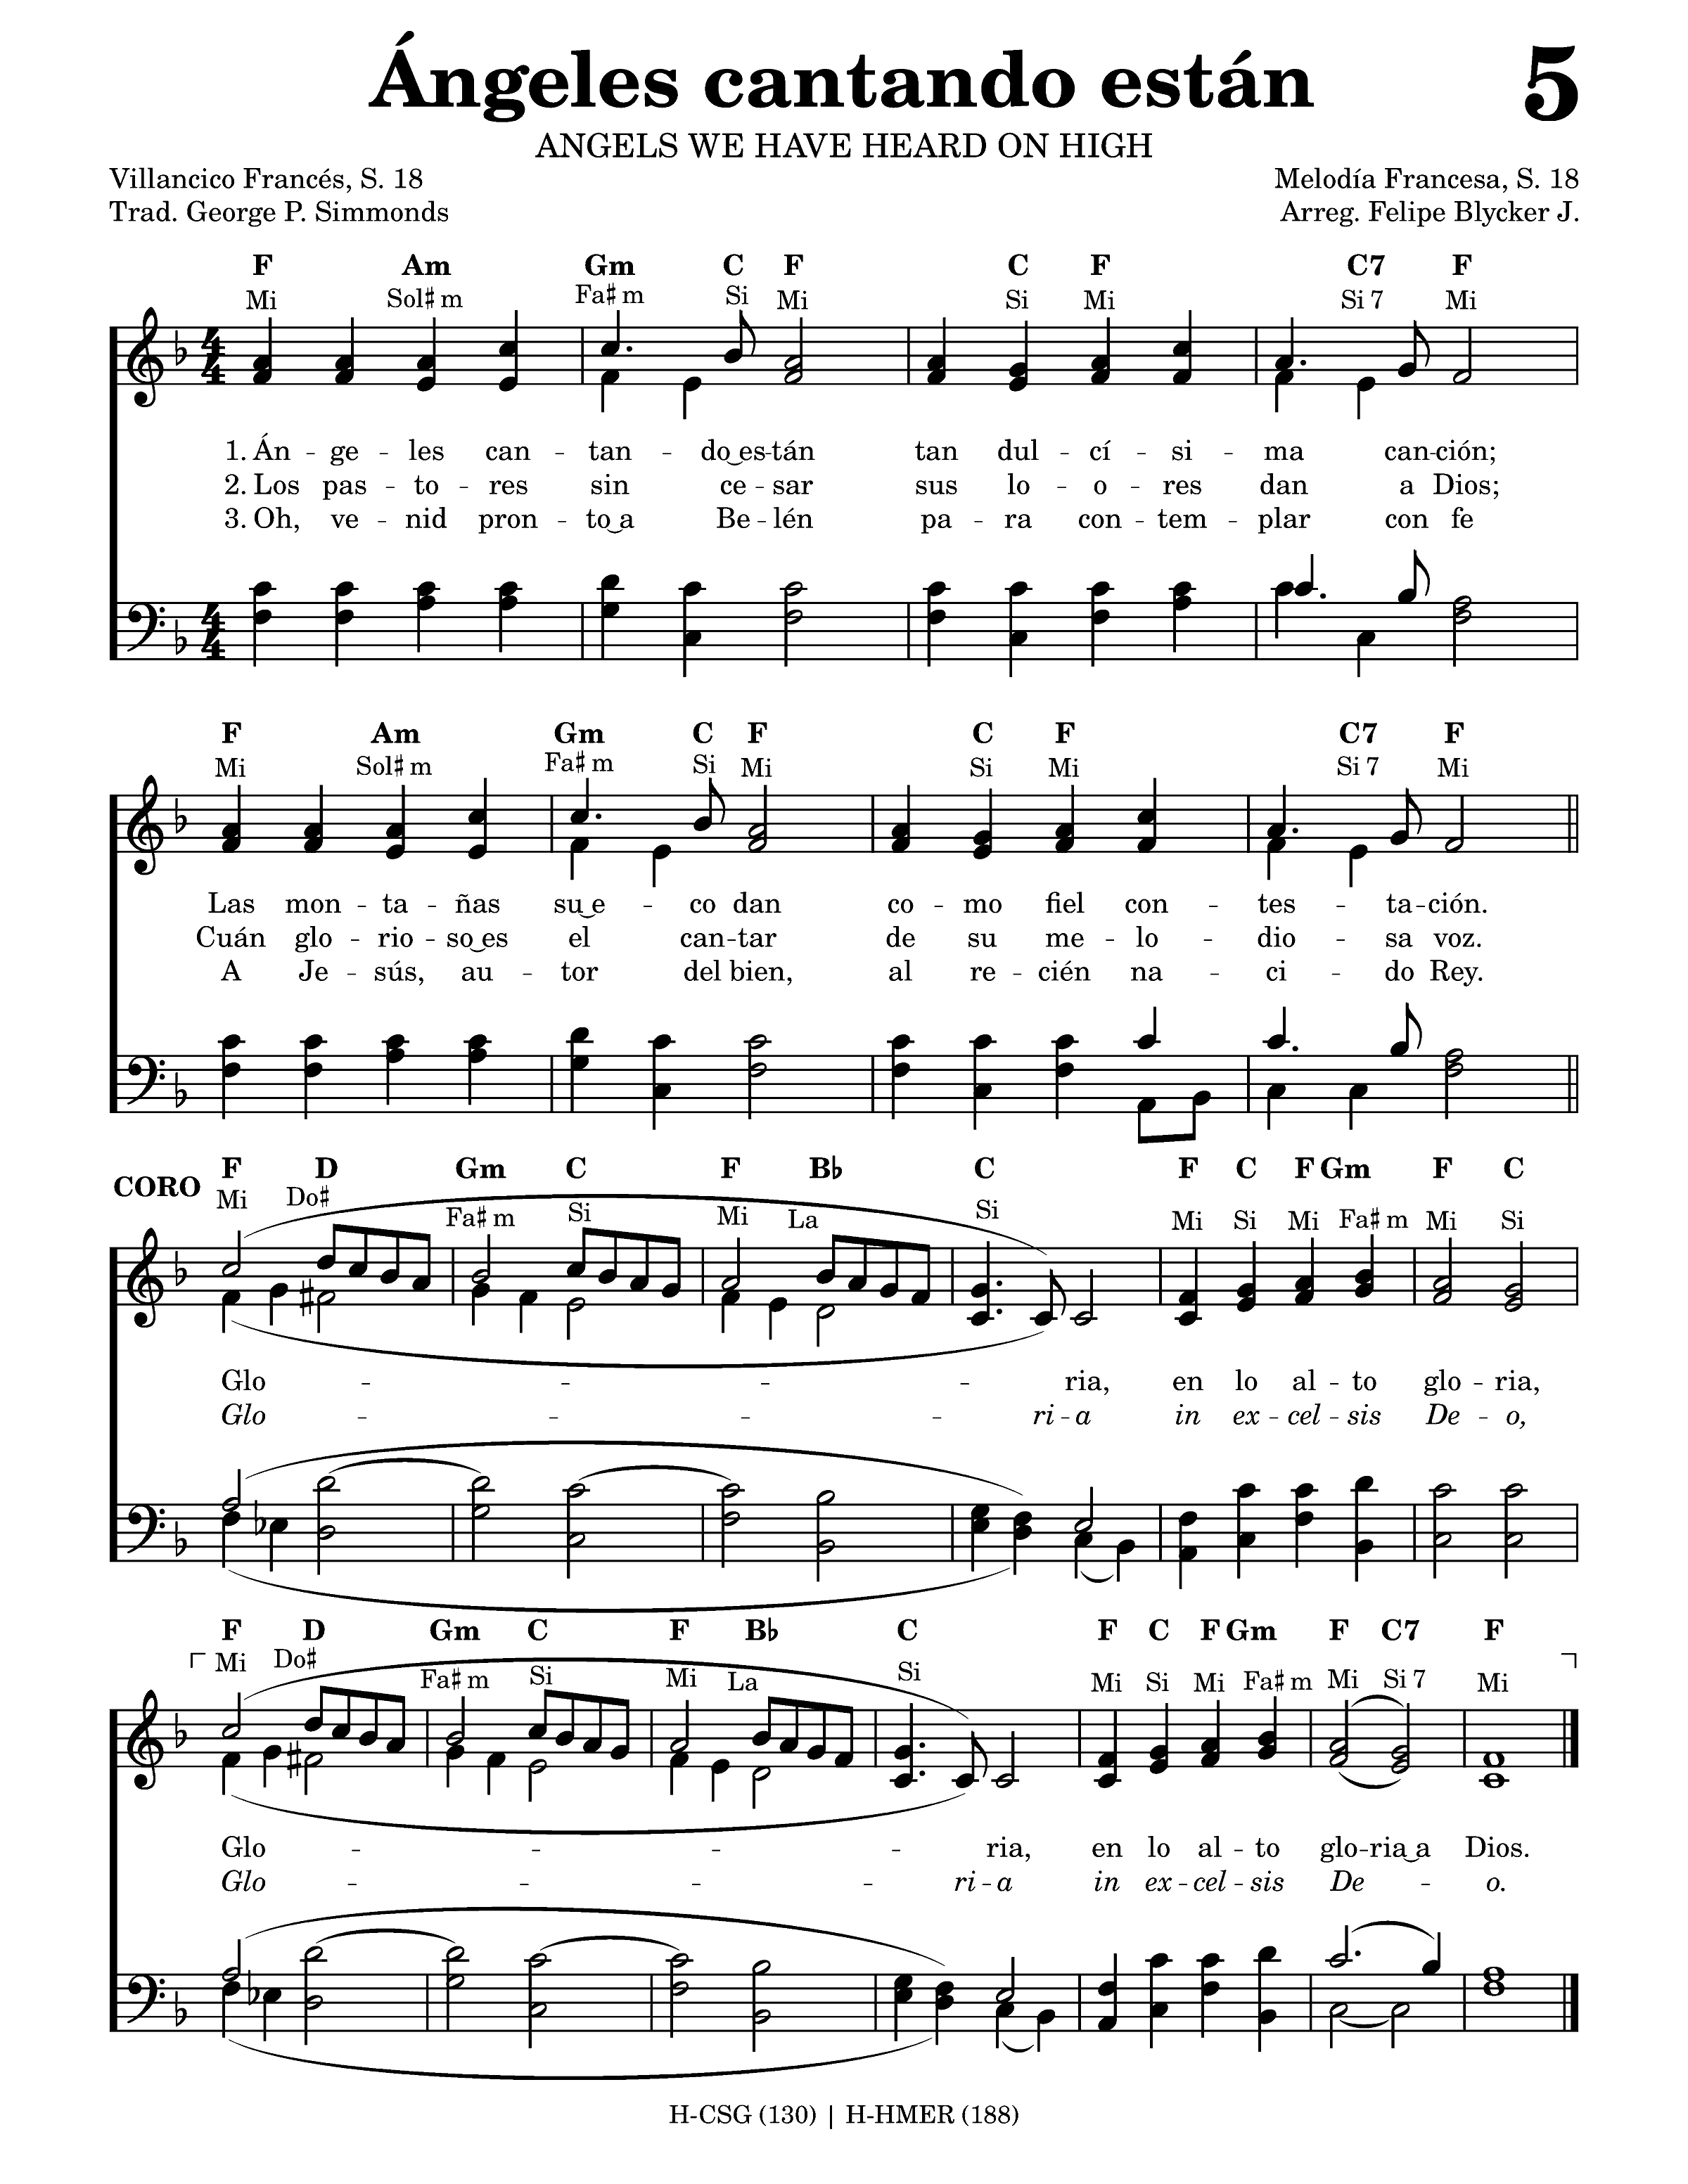 Ángeles cantando están 5
ANGELS WE HAVE HEARD ON HIGH
Villancico Francés, S. 18 Melodía Francesa, S. 18
Trad. George P. Simmonds Arreg. Felipe Blycker J.
F Am Gm C F C F C7 F
Mi Sol♯m Fa♯m Si Mi Si Mi Si 7 Mi
4 4
1. Án - ge - les can - tan - do‿es - tán tan dul - cí - si - ma can - ción;
2. Los pas - to - res sin ce - sar sus lo - o - res dan a Dios;
3. Oh, ve - nid pron - to‿a Be - lén pa - ra con - tem - plar con fe
4 4
F Am Gm C F C F C7 F
Mi Sol♯m Fa♯m Si Mi Si Mi Si 7 Mi
Las mon - ta - ñas su‿e - co dan co - mo fiel con - tes - ta - ción.
Cuán glo - rio - so‿es el can - tar de su me - lo - dio - sa voz.
A Je - sús, au - tor del bien, al re - cién na - ci - do Rey.
F D Gm C F B♭ C F C F Gm F C
CORO
Mi Do♯ Fa♯m Si Mi La Si Mi Si Mi Fa♯m Mi Si
Glo - - - - - ria, en lo al - to glo - ria,
Glo - - - - - ri - a in ex - cel - sis De - o,
F D Gm C F B♭ C F C F Gm F C7 F
Mi Do♯ Fa♯m Si Mi La Si Mi Si Mi Fa♯m Mi Si 7 Mi
Glo - - - - - ria, en lo al - to glo - ria‿a Dios.
Glo - - - - - ri - a in ex - cel - sis De - o.
H-CSG (130) | H-HMER (188)